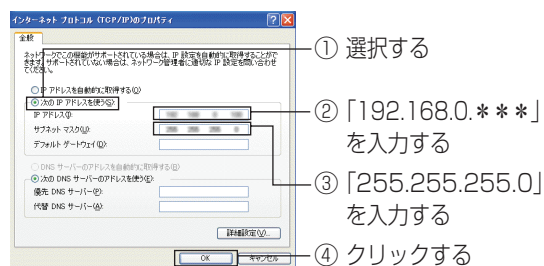 インターネット プロトコル (TCP/IP)のプロパティ
全般
ネットワークでこの機能がサポートされている場合は、IP 設定を自動的に取得することがで
きます。サポートされていない場合は、ネットワーク管理者に適切な IP 設定を問い合わせ
てください。
IP アドレスを自動的に取得する(O)
次の IP アドレスを使う(S):
IP アドレス(I):
サブネット マスク(U):
デフォルト ゲートウェイ(D):
DNS サーバーのアドレスを自動的に取得する(B)
次の DNS サーバーのアドレスを使う(E):
優先 DNS サーバー(P):
代替 DNS サーバー(A):
詳細設定(V)...
OK
キャンセル
① 選択する
② 「192.168.0.＊＊＊」
を入力する
③ 「255.255.255.0」
を入力する
④ クリックする